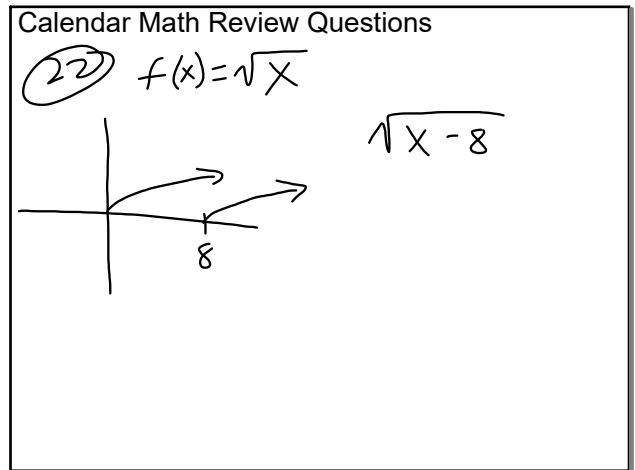 Calendar Math Review Questions
22 f(x)=√x
√x-8
8